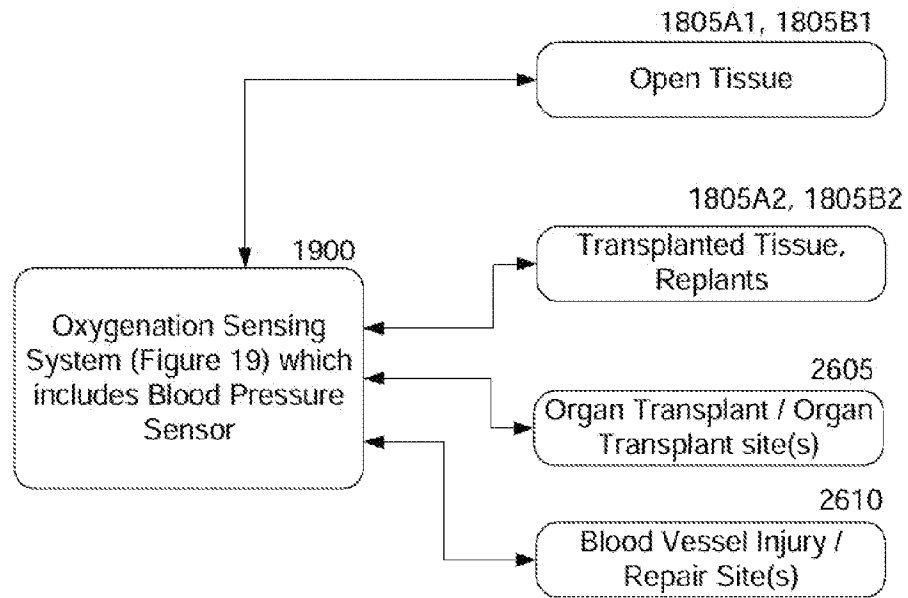 1805A1, 1805B1
Open Tissue
1805A2, 1805B2
Transplanted Tissue,
Replants
1900
Oxygenation Sensing
System (Figure 19) which
includes Blood Pressure
Sensor
2605
Organ Transplant / Organ
Transplant site(s)
2610
Blood Vessel Injury /
Repair Site(s)